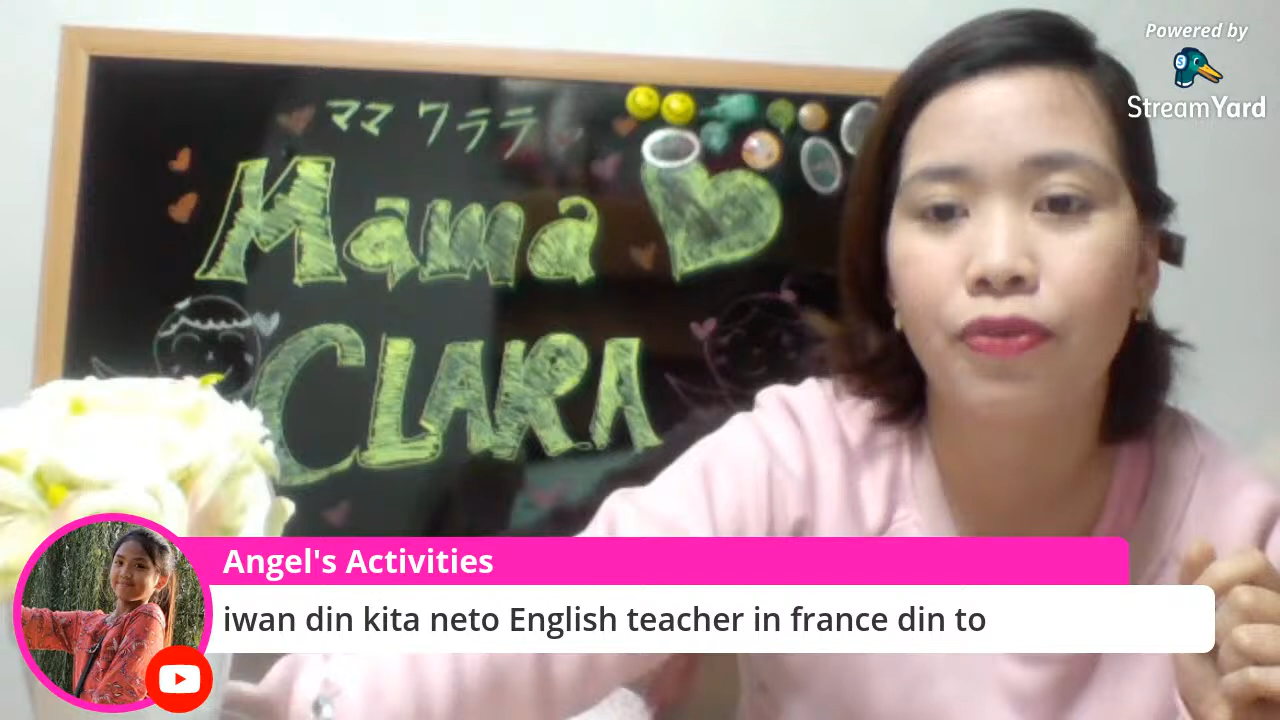 Powered by
StreamYard
ママ クララ
Mama
CLARA
Angel's Activities
iwan din kita neto English teacher in france din to